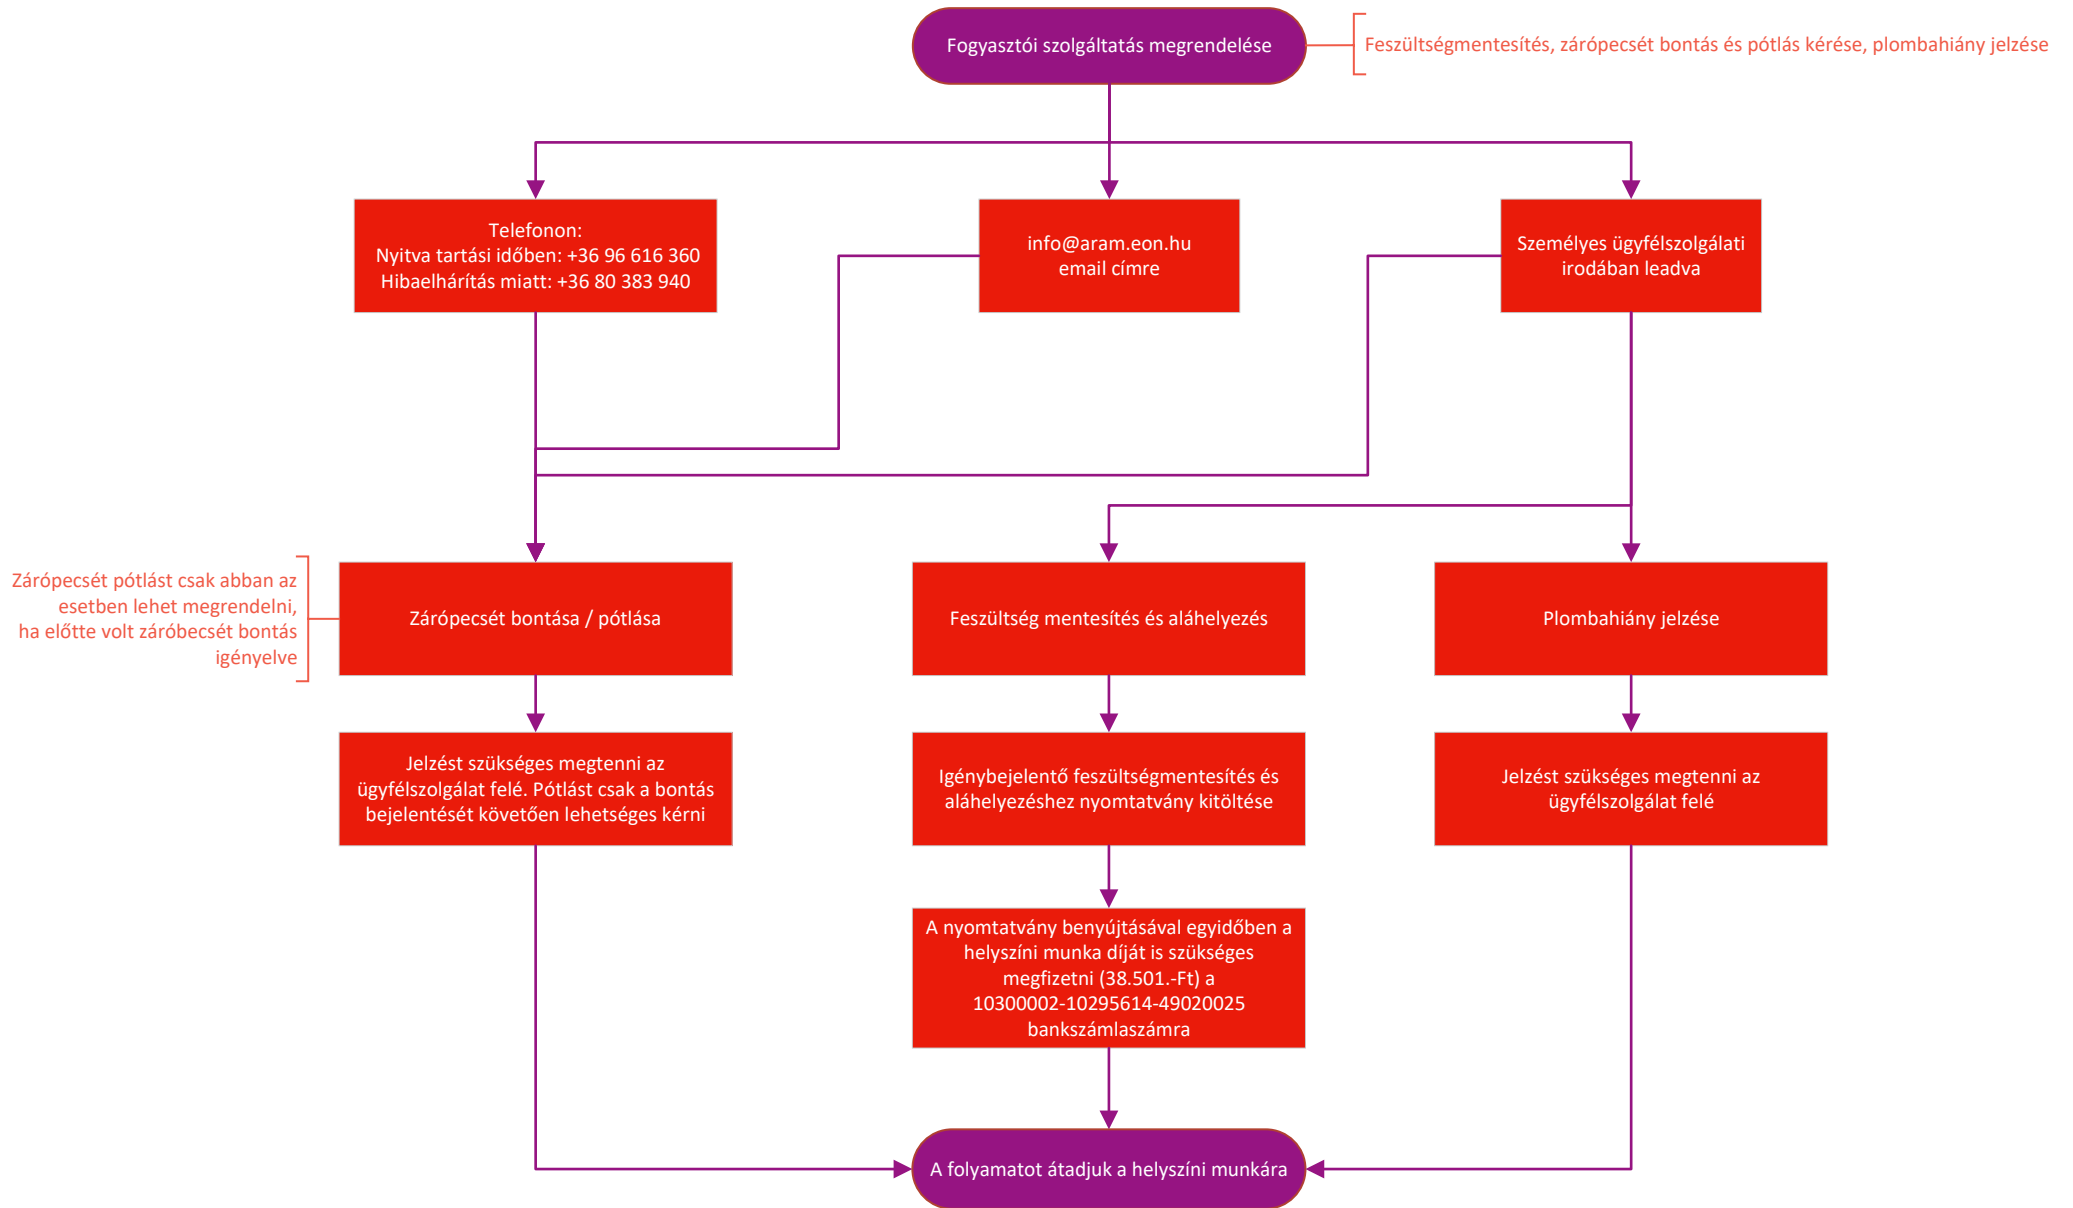 Fogyasztói szolgáltatás megrendelése
Feszültségmentesítés, zárópecsét bontás és pótlás kérése, plombahiány jelzése
Telefonon:
Nyitva tartási időben: +36 96 616 360
Hibaelhárítás miatt: +36 80 383 940
info@aram.eon.hu
email címre
Személyes ügyfélszolgálati
irodában leadva
Zárópecsét pótlást csak abban az
esetben lehet megrendelni,
ha előtte volt záróbecsét bontás
igényelve
Zárópecsét bontása / pótlása
Feszültség mentesítés és aláhelyezés
Plombahiány jelzése
Jelzést szükséges megtenni az
ügyfélszolgálat felé. Pótlást csak a bontás
bejelentését követően lehetséges kérni
Igénybejelentő feszültségmentesítés és
aláhelyezéshez nyomtatvány kitöltése
Jelzést szükséges megtenni az
ügyfélszolgálat felé
A nyomtatvány benyújtásával egyidőben a
helyszíni munka díját is szükséges
megfizetni (38.501.-Ft) a
10300002-10295614-49020025
bankszámlaszámra
A folyamatot átadjuk a helyszíni munkára